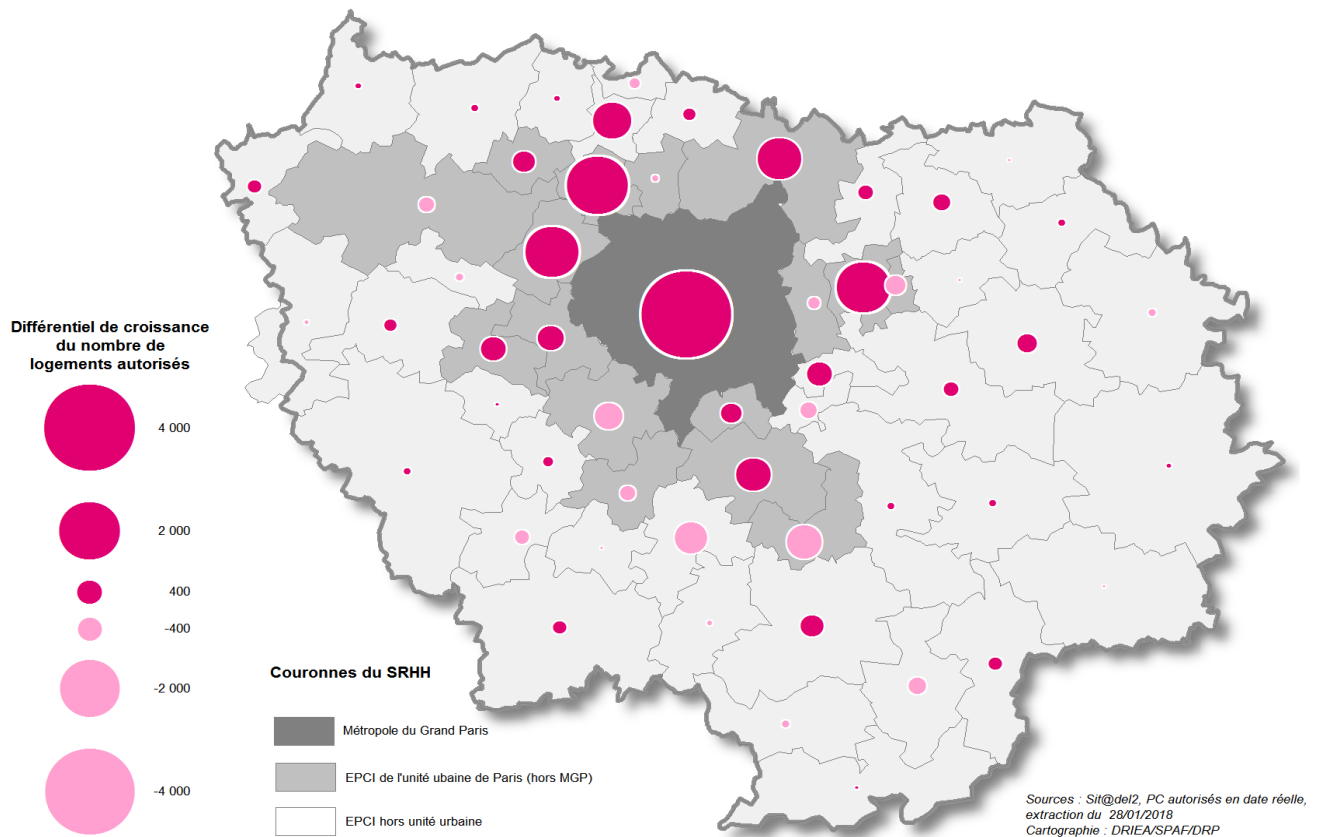 Différentiel de croissance
du nombre de
logements autorisés
4 000
2 000
400
-400
-2 000
-4 000
Couronnes du SRHH
Métropole du Grand Paris
EPCI de l'unité ubaine de Paris (hors MGP)
EPCI hors unité urbaine
Sources : Sit@del2, PC autorisés en date réelle,
extraction du 28/01/2018
Cartographie : DRIEA/SPAF/DRP